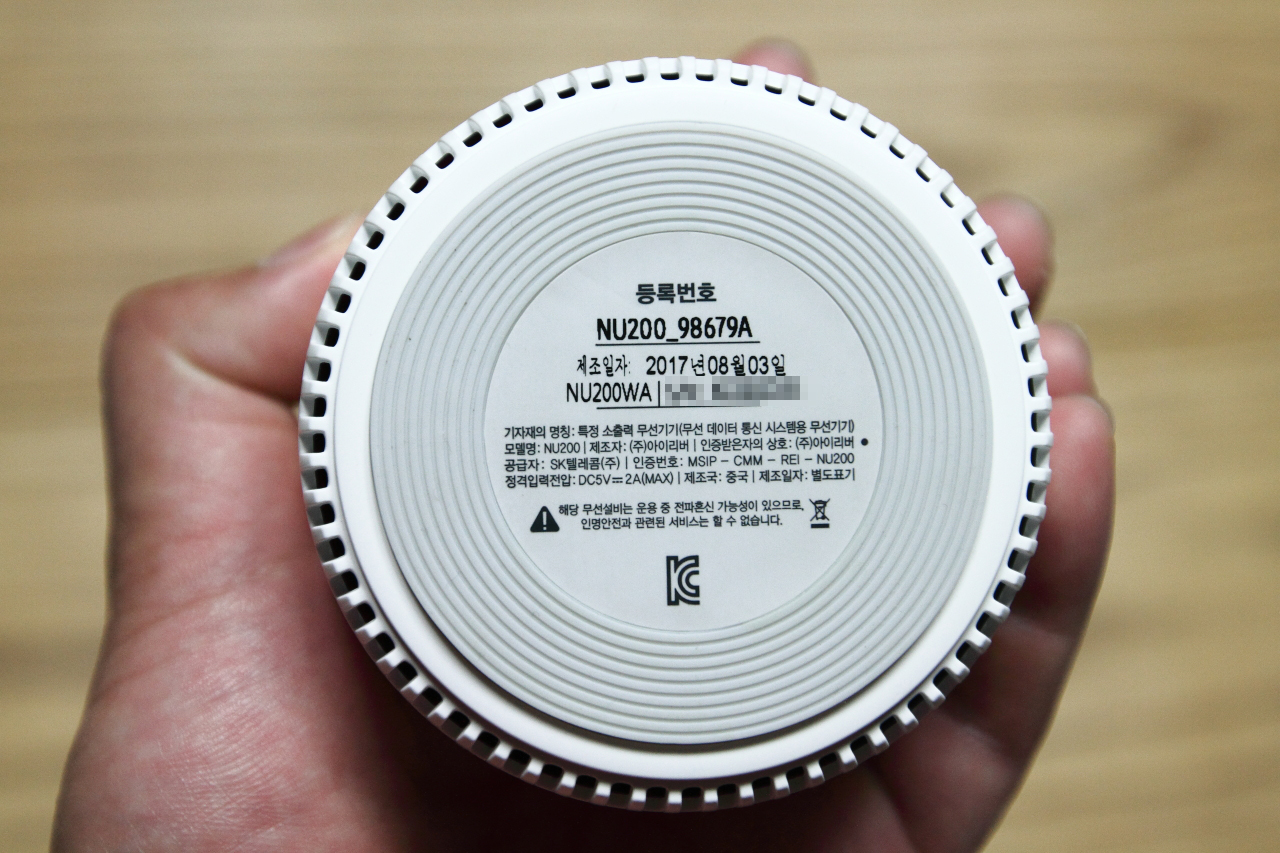 등록번호
NU200_98679A
제조일자: 2017년08월03일
NU200WA |
기자재의 명칭: 특정 소출력 무선기기(무선 데이터 통신 시스템용 무선기기)
모델명: NU200 | 제조자: (주)아이리버 | 인증받은자의 상호: (주)아이리버
공급자: SK텔레콤(주) | 인증번호: MSIP - CMM - REI - NU200
정격입력전압: DC5V⎓2A(MAX) | 제조국: 중국 | 제조일자: 별도표기
해당 무선설비는 운용 중 전파혼신 가능성이 있으므로,
인명안전과 관련된 서비스는 할 수 없습니다.
KC